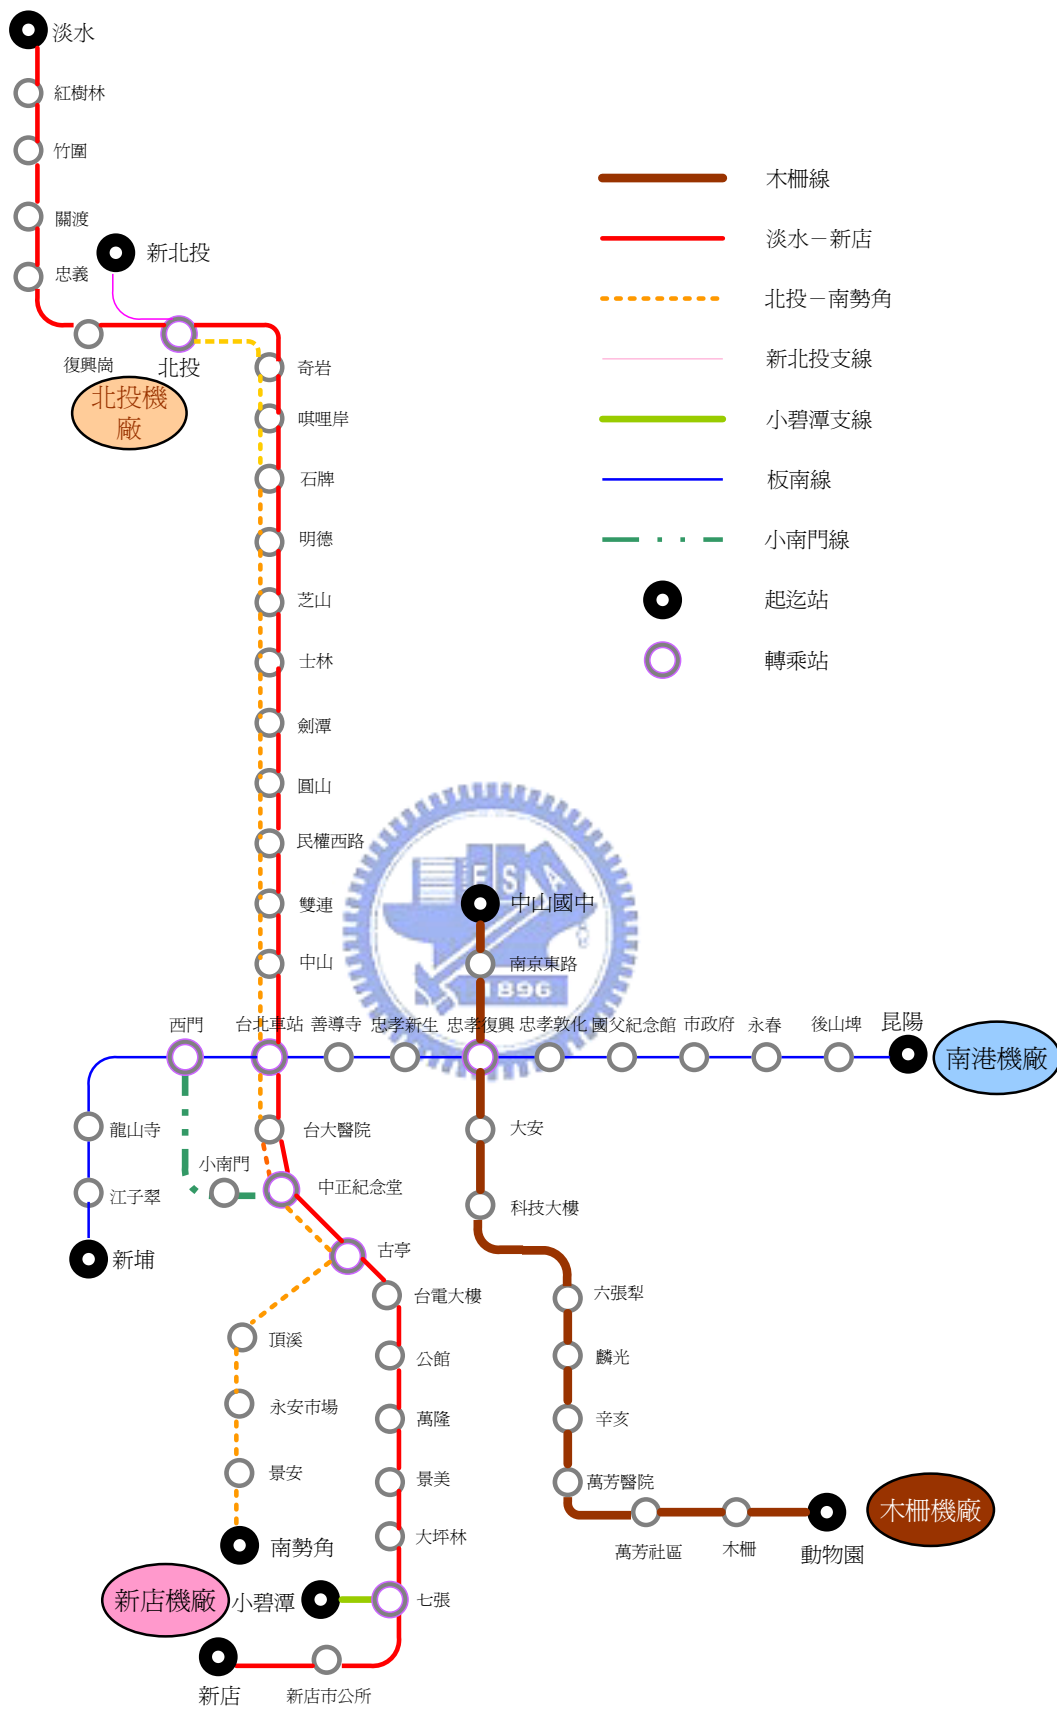 淡水
紅樹林
竹圍
關渡
忠義
新北投
復興崗
北投
北投機
廠
奇岩
唭哩岸
石牌
明德
芝山
士林
劍潭
圓山
民權西路
雙連
中山
木柵線
淡水－新店
北投－南勢角
新北投支線
小碧潭支線
板南線
小南門線
起迄站
轉乘站
ESA
1896
中山國中
南京東路
西門
台北車站
善導寺
忠孝新生
忠孝復興
忠孝敦化
國父紀念館
市政府
永春
後山埤
昆陽
南港機廠
龍山寺
江子翠
新埔
小南門
台大醫院
中正紀念堂
古亭
大安
科技大樓
台電大樓
公館
萬隆
景美
大坪林
七張
頂溪
永安市場
景安
南勢角
六張犁
麟光
辛亥
萬芳醫院
萬芳社區
木柵
動物園
木柵機廠
新店機廠
小碧潭
新店
新店市公所